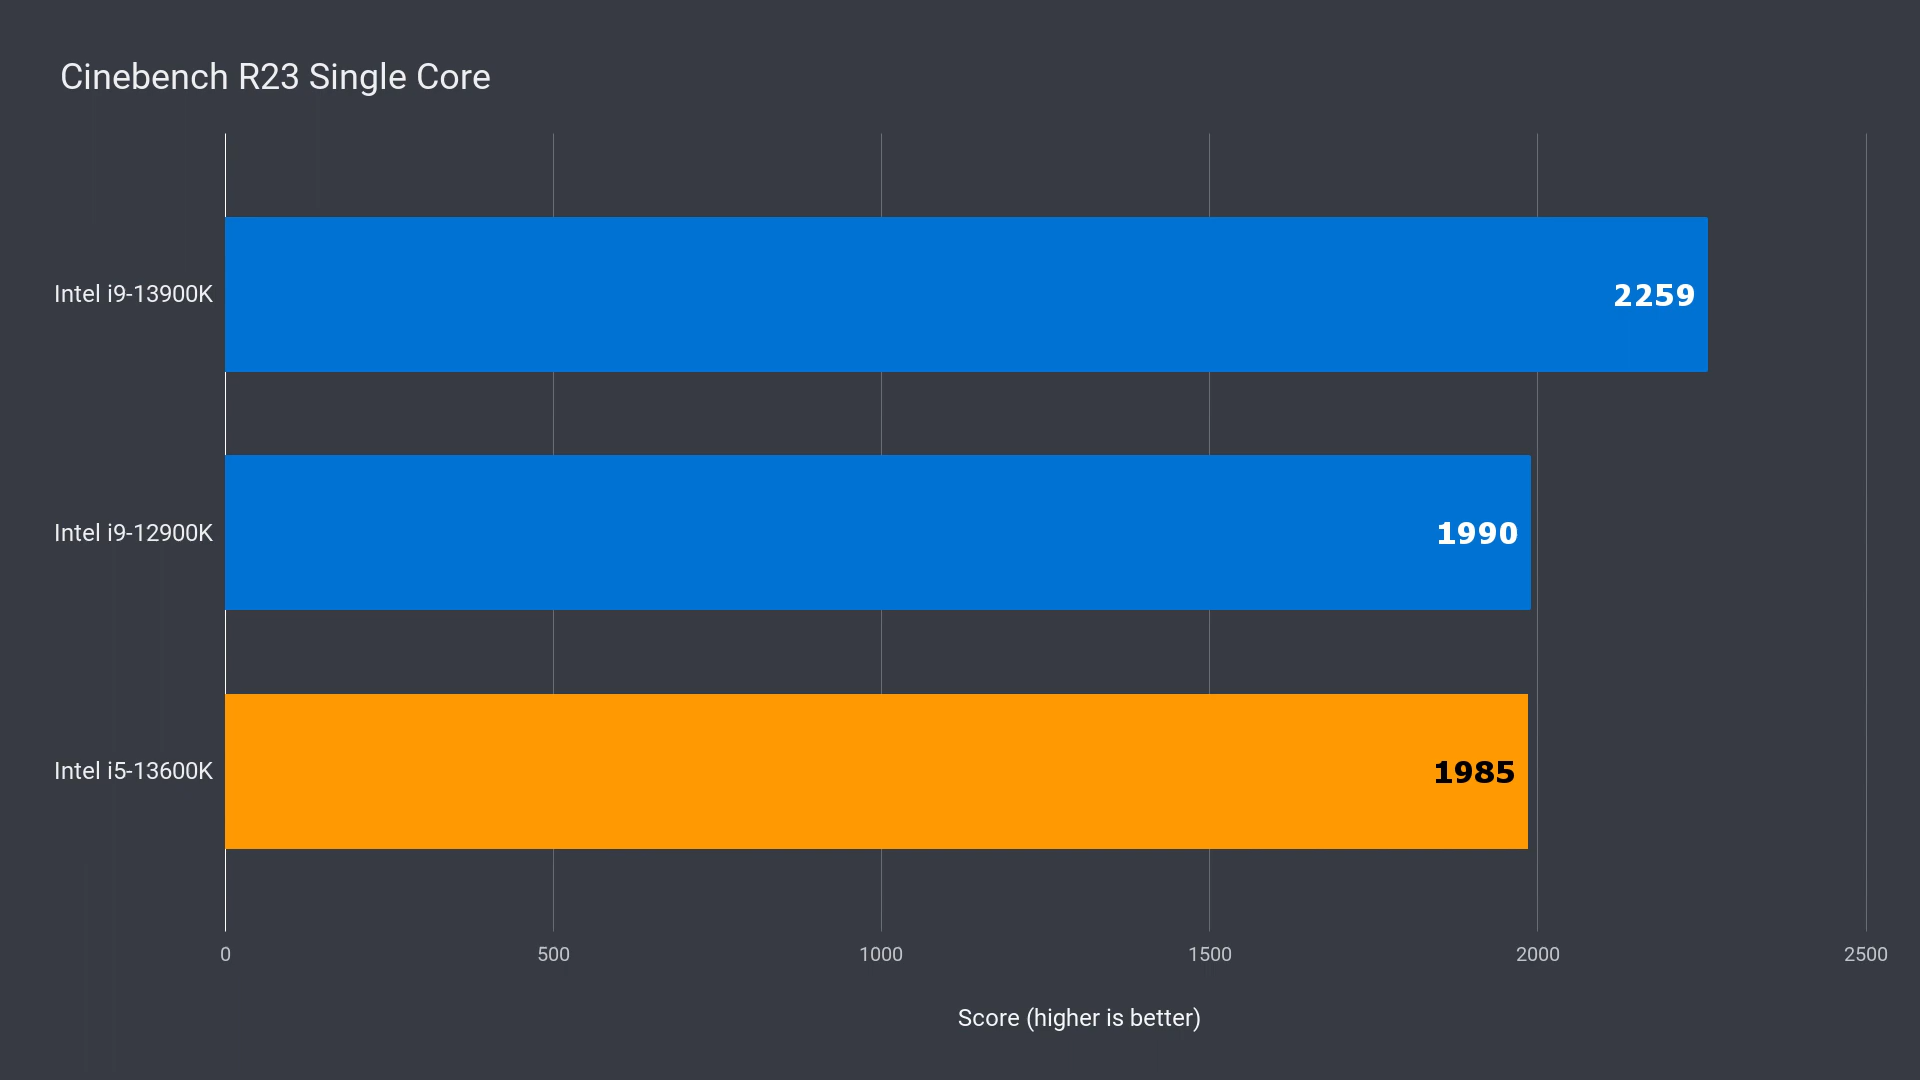 Cinebench R23 Single Core
Intel i9-13900K
2259
Intel i9-12900K
1990
Intel i5-13600K
1985
0 500 1000 1500 2000 2500
Score (higher is better)